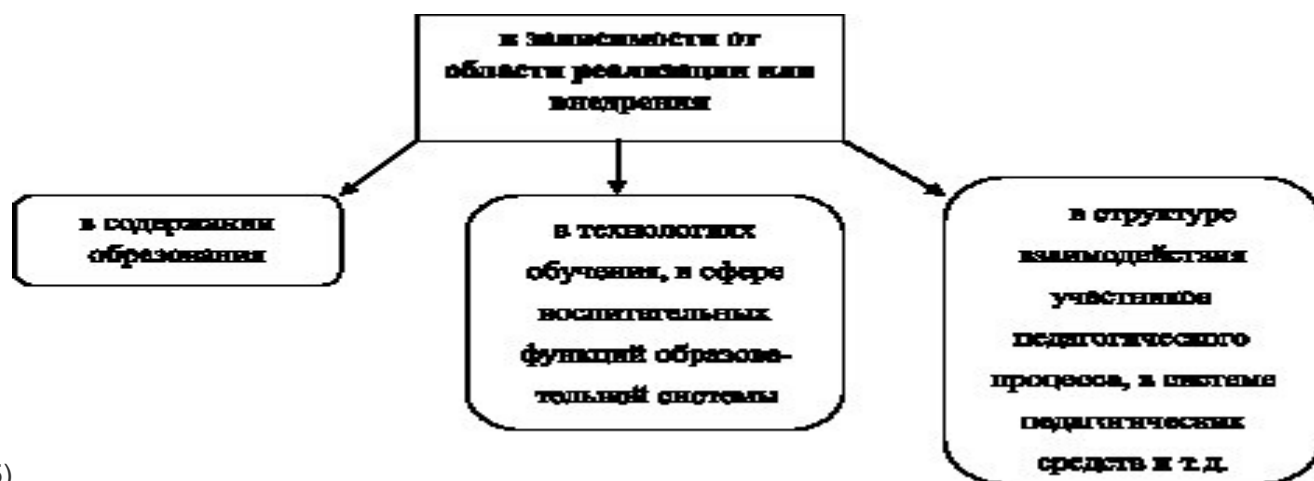 в зависимости от
области реализации или
внедрения
в содержании
образования
в технологиях
обучения, в сфере
воспитательных
функций образова-
тельной системы
в структуре
взаимодействия
участников
педагогического
процесса, в системе
педагогических
средств и т.д.